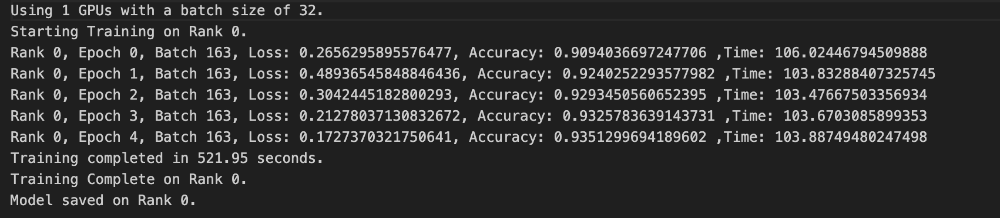 Using 1 GPUs with a batch size of 32.
Starting Training on Rank 0.
Rank 0, Epoch 0, Batch 163, Loss: 0.2656295895576477, Accuracy: 0.9094036697247706 ,Time: 106.02446794509888
Rank 0, Epoch 1, Batch 163, Loss: 0.48936545848846436, Accuracy: 0.9240252293577982 ,Time: 103.83288407325745
Rank 0, Epoch 2, Batch 163, Loss: 0.3042445182800293, Accuracy: 0.9293450560652395 ,Time: 103.47667503356934
Rank 0, Epoch 3, Batch 163, Loss: 0.21278037130832672, Accuracy: 0.9325783639143731 ,Time: 103.6703085899353
Rank 0, Epoch 4, Batch 163, Loss: 0.1727370321750641, Accuracy: 0.9351299694189602 ,Time: 103.88749480247498
Training completed in 521.95 seconds.
Training Complete on Rank 0.
Model saved on Rank 0.